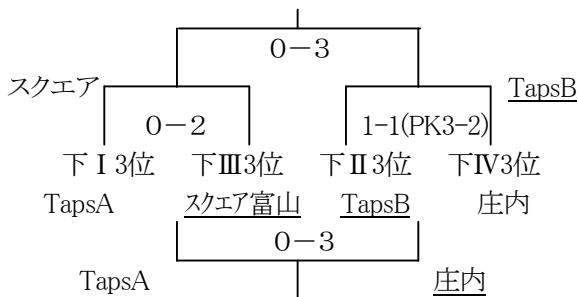 0-3
スクエア TapsB
0-2 1-1(PK3-2)
下Ⅰ3位 下Ⅲ3位 下Ⅱ3位 下Ⅳ3位
TapsA スクエア富山 TapsB 庄内
0-3
TapsA 庄内